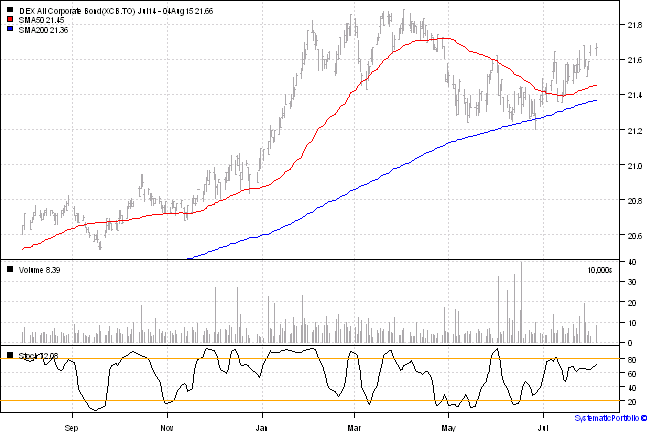 DEX All Corporate Bond(XCB.TO) Jul14 - 04Aug15 21.66
SMA50 21.45
SMA200 21.36
21.8
21.6
21.4
21.2
21.0
20.8
20.6
Volume 8.39
10,000s
40
30
20
10
0
80
60
40
20
Sep
Nov
Jan
Mar
May
Jul
SystematicPortfolio ©